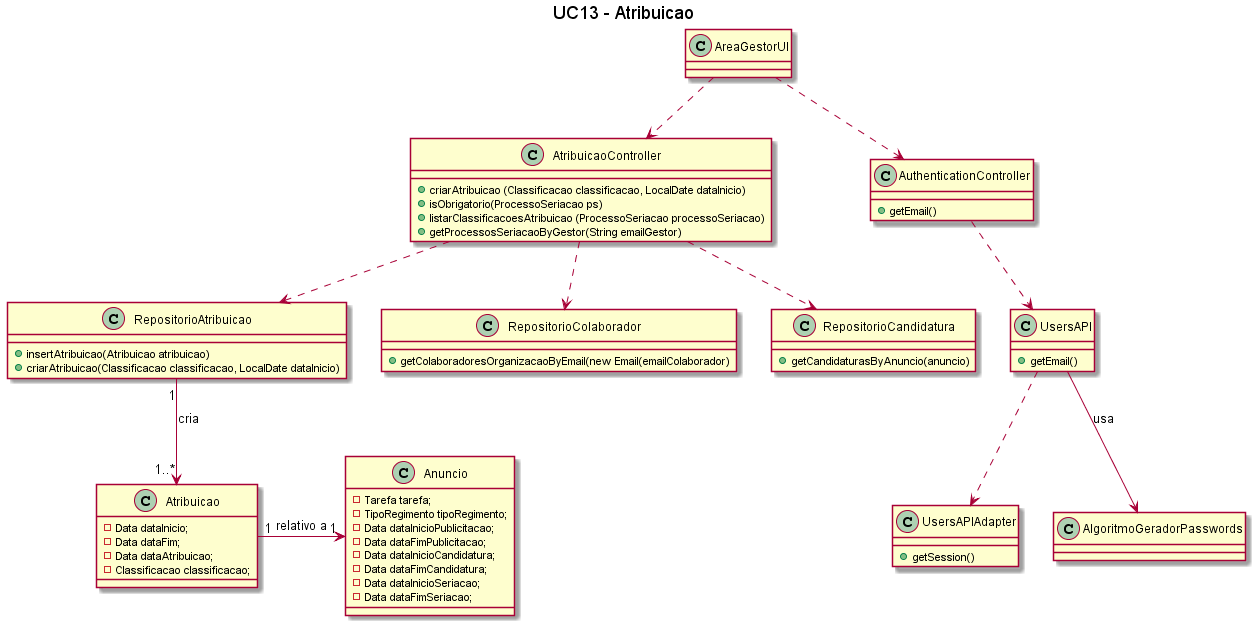 UC13 - Atribuicao
C AreaGestorUI
C AtribuicaoController
criarAtribuicao (Classificacao classificacao, LocalDate dataInicio)
isObrigatorio(ProcessoSeriacao ps)
listarClassificacoesAtribuicao (ProcessoSeriacao processoSeriacao)
getProcessosSeriacaoByGestor(String emailGestor)
C AuthenticationController
getEmail()
C RepositorioAtribuicao
insertAtribuicao(Atribuicao atribuicao)
criarAtribuicao(Classificacao classificacao, LocalDate dataInicio)
C RepositorioColaborador
getColaboradoresOrganizacaoByEmail(new Email(emailColaborador)
C RepositorioCandidatura
getCandidaturasByAnuncio(anuncio)
C UsersAPI
getEmail()
1
cria
1..*
usa
C Atribuicao
Data dataInicio;
Data dataFim;
Data dataAtribuicao;
Classificacao classificacao;
1 relativo a 1
C Anuncio
Tarefa tarefa;
TipoRegimento tipoRegimento;
Data dataInicioPublicitacao;
Data dataFimPublicitacao;
Data dataInicioCandidatura;
Data dataFimCandidatura;
Data dataInicioSeriacao;
Data dataFimSeriacao;
C UsersAPIAdapter
getSession()
C AlgoritmoGeradorPasswords